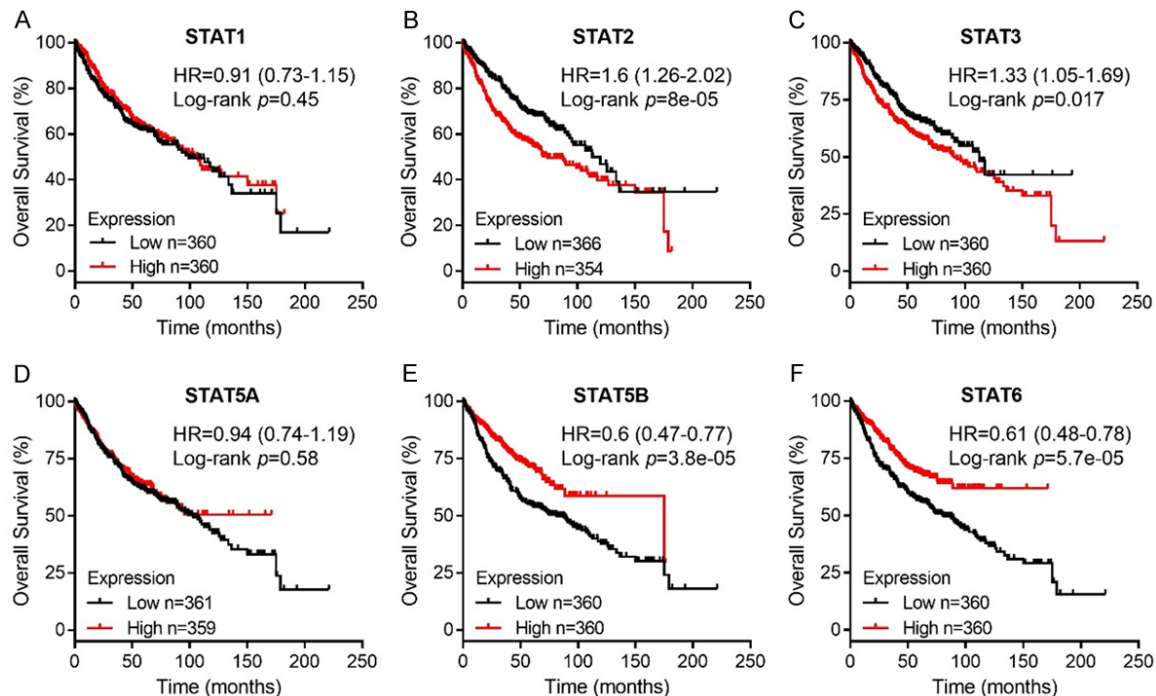 A
STAT1
HR=0.91 (0.73-1.15)
Log-rank p=0.45
Overall Survival (%)
100
80
60
40
20
0
Expression
Low n=360
High n=360
0 50 100 150 200 250
Time (months)
B
STAT2
HR=1.6 (1.26-2.02)
Log-rank p=8e-05
Overall Survival (%)
100
80
60
40
20
0
Expression
Low n=366
High n=354
0 50 100 150 200 250
Time (months)
C
STAT3
HR=1.33 (1.05-1.69)
Log-rank p=0.017
Overall Survival (%)
100
75
50
25
0
Expression
Low n=360
High n=360
0 50 100 150 200 250
Time (months)
D
STAT5A
HR=0.94 (0.74-1.19)
Log-rank p=0.58
Overall Survival (%)
100
75
50
25
0
Expression
Low n=361
High n=359
0 50 100 150 200 250
Time (months)
E
STAT5B
HR=0.6 (0.47-0.77)
Log-rank p=3.8e-05
Overall Survival (%)
100
75
50
25
0
Expression
Low n=360
High n=360
0 50 100 150 200 250
Time (months)
F
STAT6
HR=0.61 (0.48-0.78)
Log-rank p=5.7e-05
Overall Survival (%)
100
75
50
25
0
Expression
Low n=360
High n=360
0 50 100 150 200 250
Time (months)